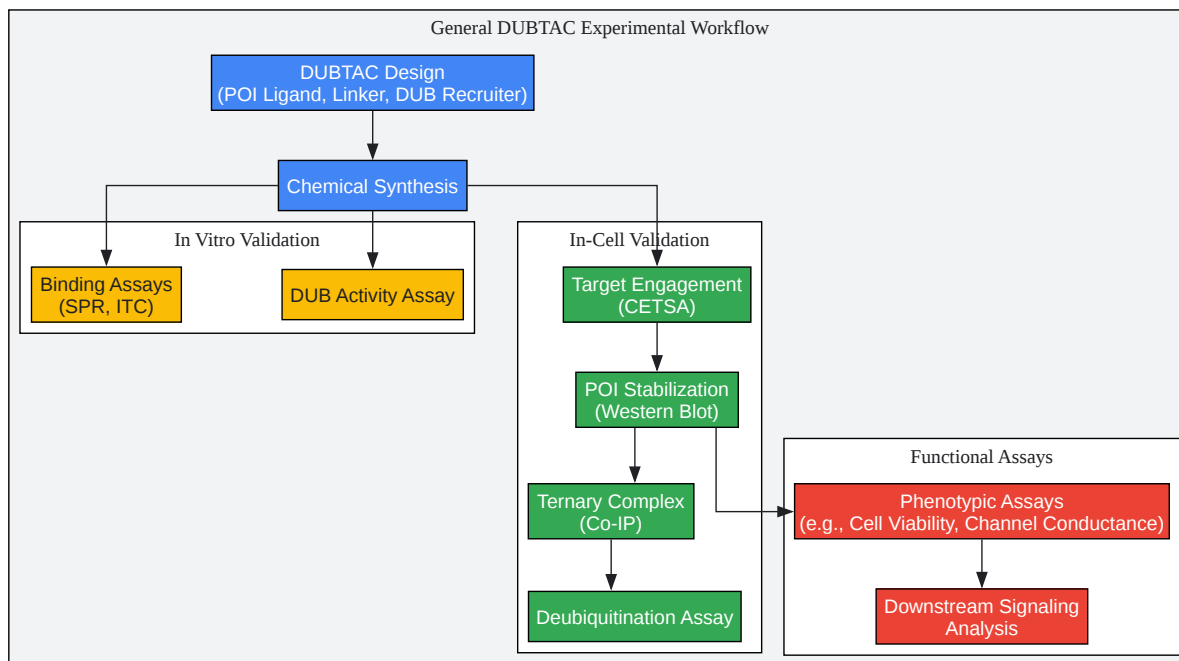 General DUBTAC Experimental Workflow
DUBTAC Design
(POI Ligand, Linker, DUB Recruiter)
Chemical Synthesis
In Vitro Validation
Binding Assays
(SPR, ITC)
DUB Activity Assay
In-Cell Validation
Target Engagement
(CETSA)
POI Stabilization
(Western Blot)
Ternary Complex
(Co-IP)
Deubiquitination Assay
Functional Assays
Phenotypic Assays
(e.g., Cell Viability, Channel Conductance)
Downstream Signaling
Analysis